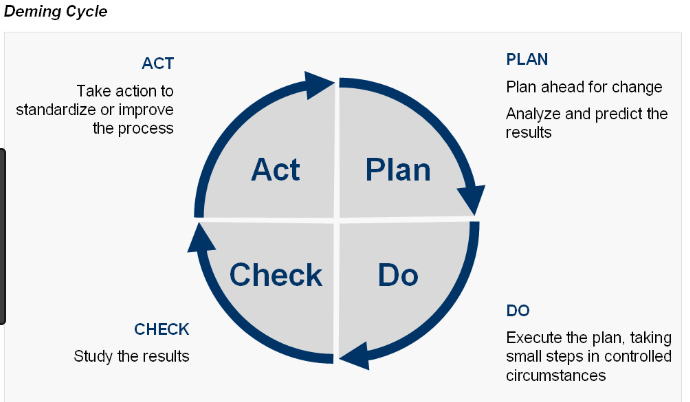 Deming Cycle
ACT
Take action to
standardize or improve
the process
PLAN
Plan ahead for change
Analyze and predict the
results
Act
Plan
Check
Do
CHECK
Study the results
DO
Execute the plan, taking
small steps in controlled
circumstances